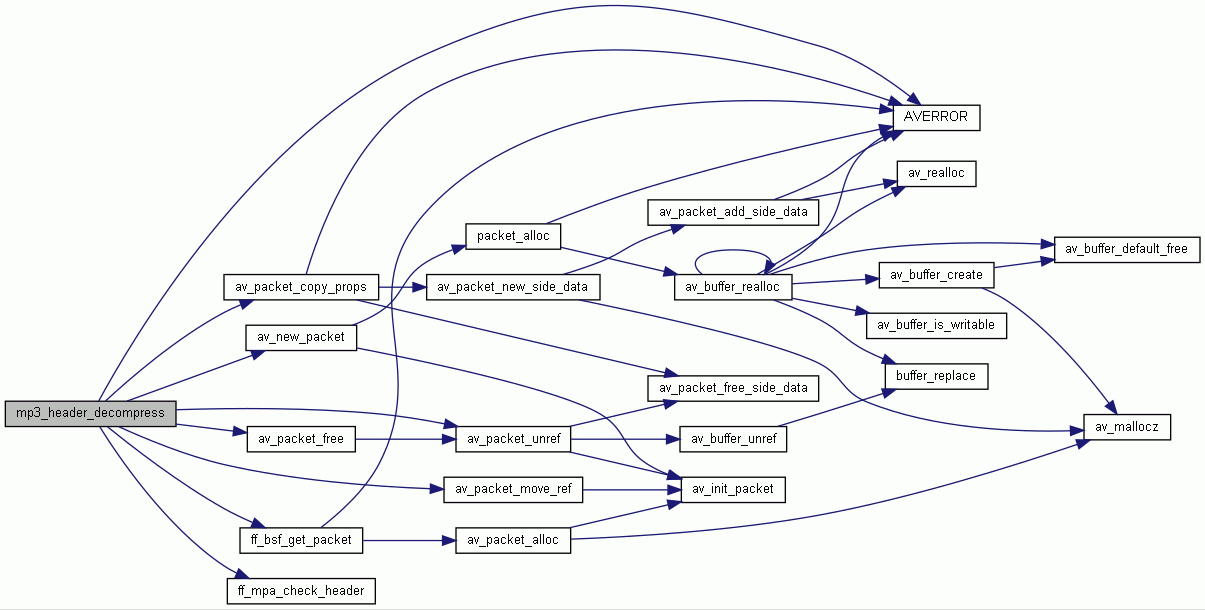 AVERROR
av_realloc
av_packet_add_side_data
packet_alloc
av_buffer_default_free
av_buffer_create
av_packet_copy_props
av_packet_new_side_data
av_buffer_realloc
av_buffer_is_writable
av_new_packet
buffer_replace
av_packet_free_side_data
mp3_header_decompress
av_mallocz
av_packet_free
av_packet_unref
av_buffer_unref
av_packet_move_ref
av_init_packet
ff_bsf_get_packet
av_packet_alloc
ff_mpa_check_header